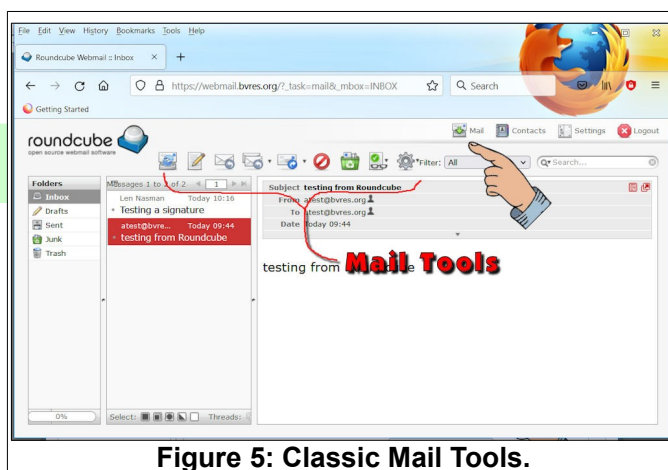 File Edit View History Bookmarks Tools Help
Roundcube Webmail :: Inbox × +
https://webmail.bvres.org/?_task=mail&_mbox=INBOX Search
Getting Started
Mail Contacts Settings Logout
roundcube
open source webmail software
Filter: All Search...
Folders
Inbox
Drafts
Sent
Junk
Trash
0%
Messages 1 to 2 of 2 1
Len Nasman Today 10:16
Testing a signature
atest@bvre... Today 09:44
testing from Roundcube
Select: Threads:
Subject testing from Roundcube
From atest@bvres.org
To atest@bvres.org
Date Today 09:44
testing from
Mail Tools
Figure 5: Classic Mail Tools.